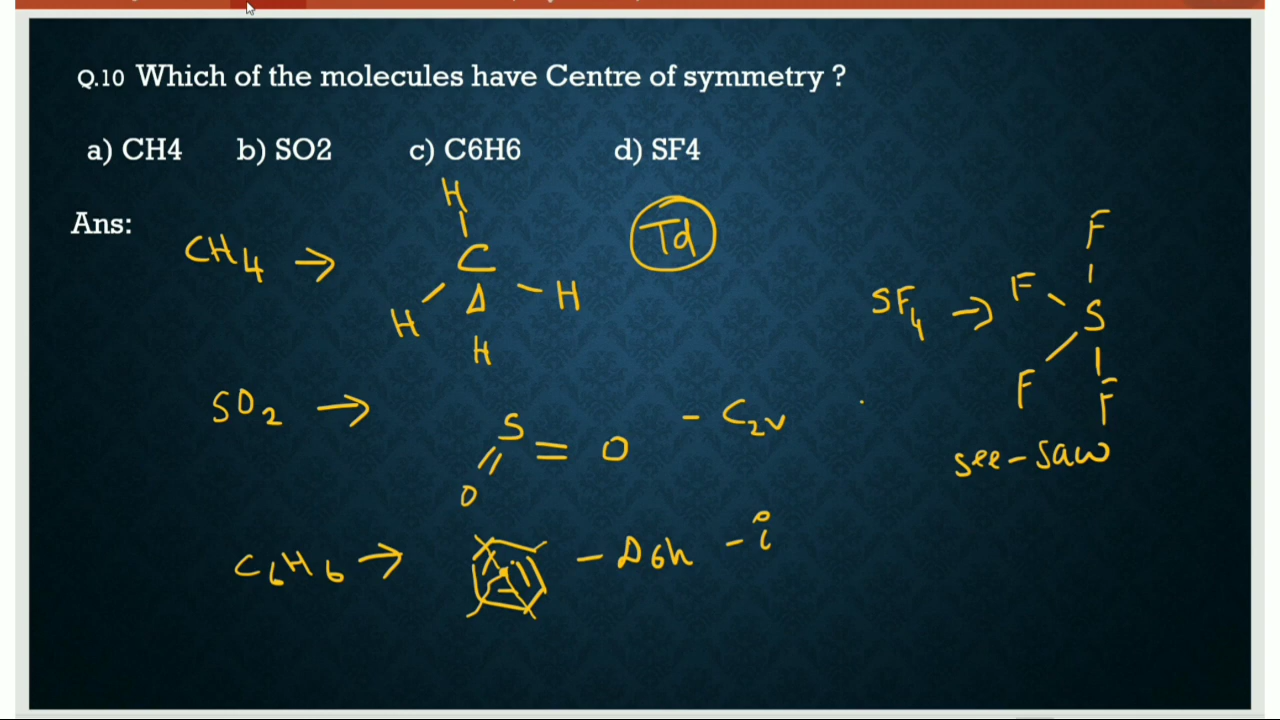 Q.10 Which of the molecules have Centre of symmetry ?
a) CH4 b) SO2 c) C6H6 d) SF4
Ans:
CH4 →
H
C
H
H
H
Td
SF4 →
F
F
S
F
F
see-saw
SO2 →
S
= O
O
- C2v
C6H6 →
- D6h - i